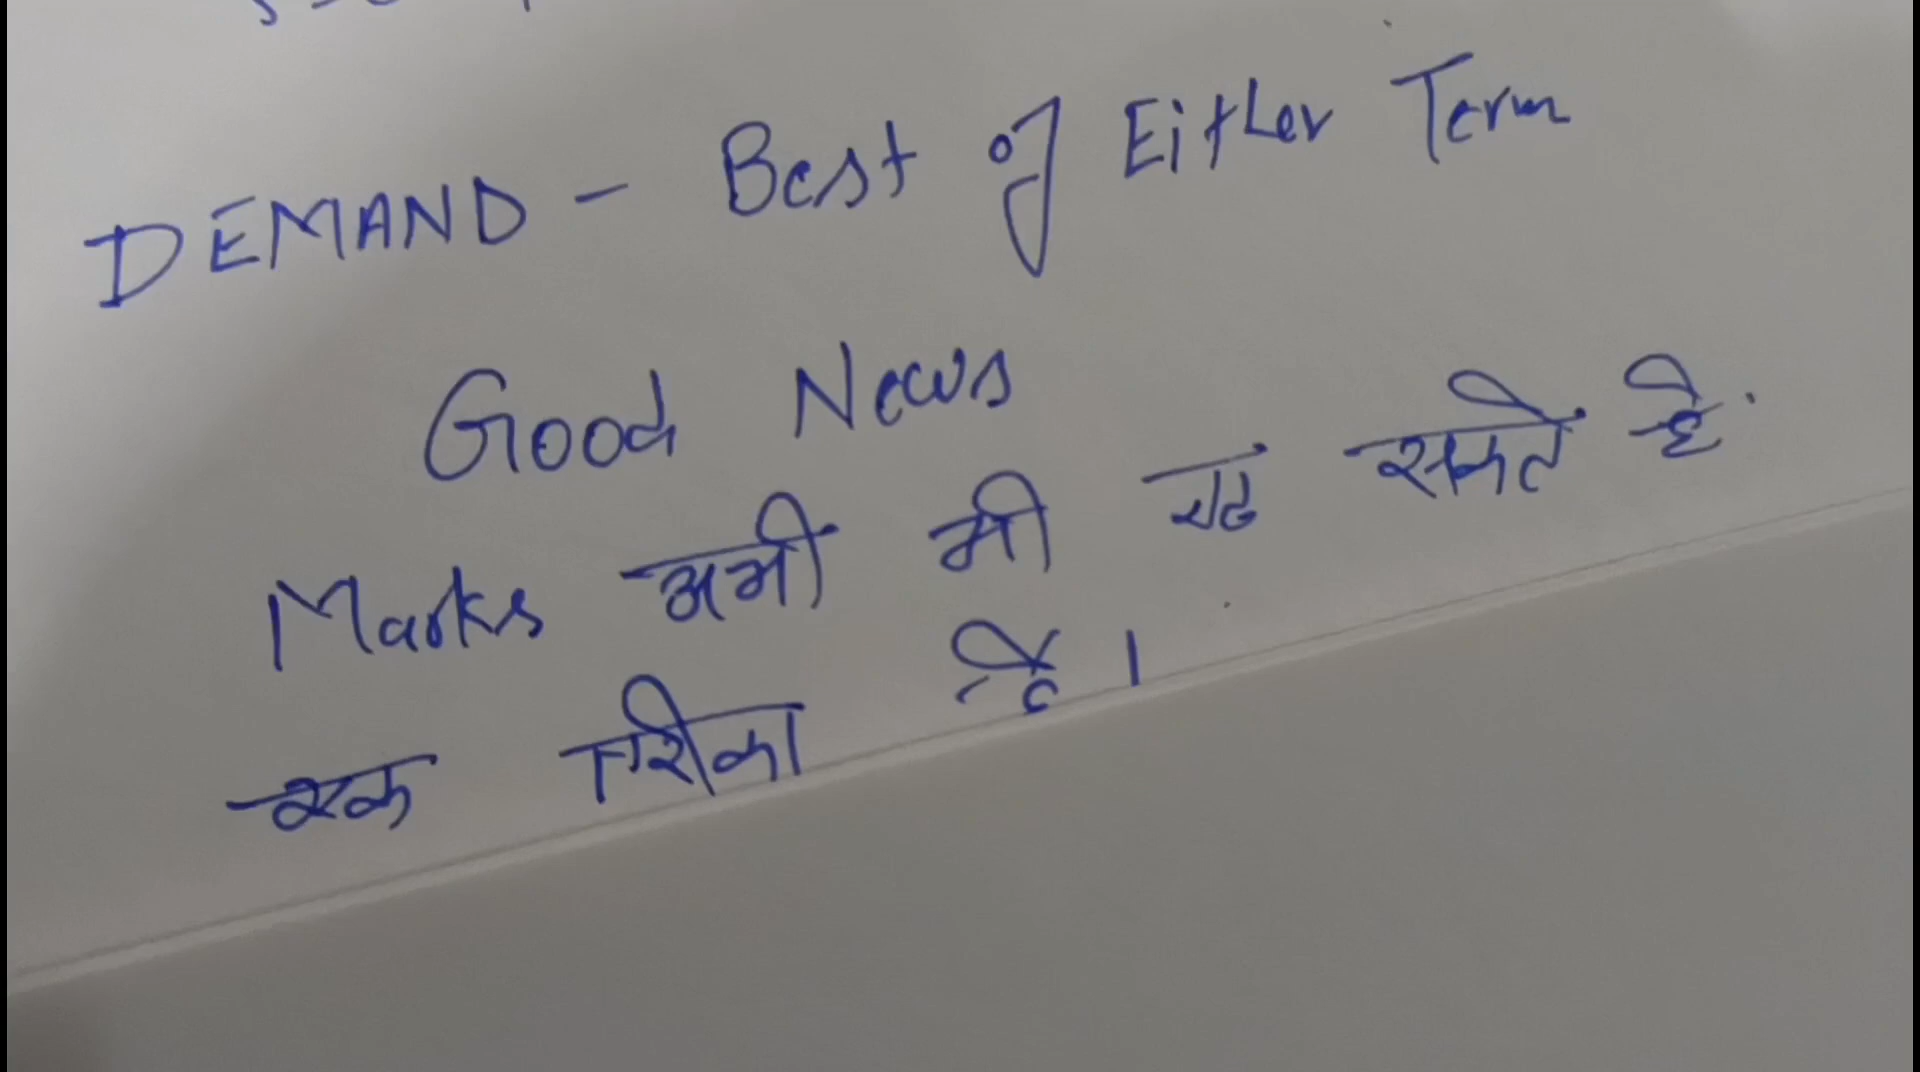 DEMAND - Best of Either Term
Good News
Marks अभी भी बढ सकते है.
एक तरीका है।